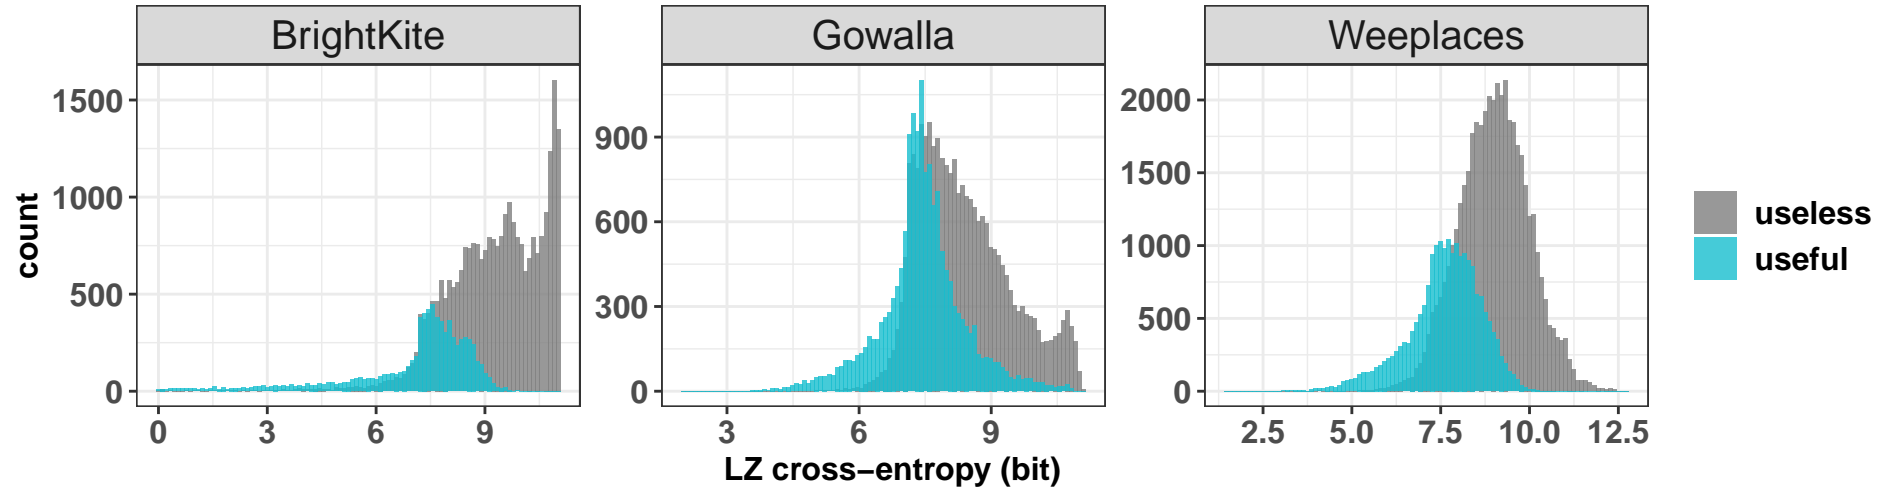 BrightKite
Gowalla
Weeplaces
count
1500
1000
500
0
900
600
300
0
2000
1500
1000
500
0
0 3 6 9
3 6 9
2.5 5.0 7.5 10.0 12.5
LZ cross−entropy (bit)
useless
useful